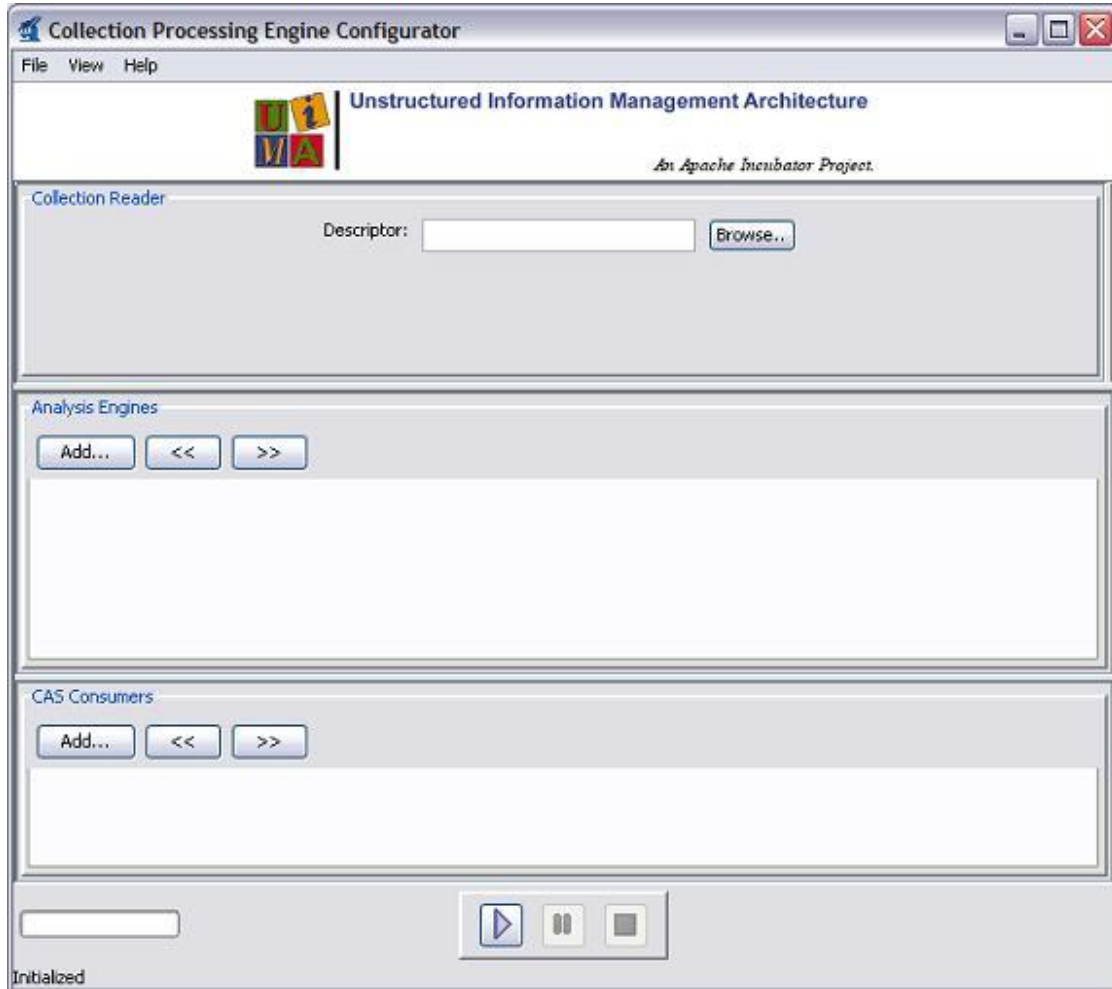 Collection Processing Engine Configurator
File View Help
UIMA
Unstructured Information Management Architecture
An Apache Incubator Project.
Collection Reader
Descriptor: Browse..
Analysis Engines
Add... << >>
CAS Consumers
Add... << >>
Initialized